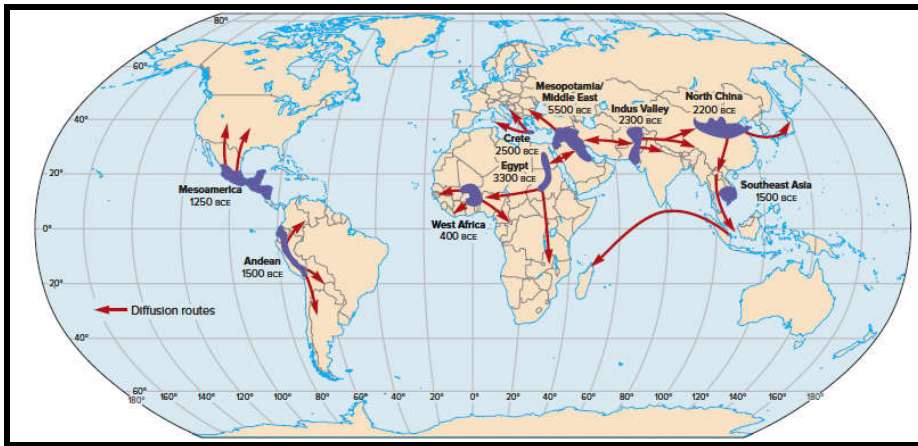 80°
60°
40°
20°
0°
20°
40°
60°
Mesopotamia/
Middle East
5500 BCE
Indus Valley
2300 BCE
North China
2200 BCE
Crete
2500 BCE
Egypt
3300 BCE
Mesoamerica
1250 BCE
West Africa
400 BCE
Southeast Asia
1500 BCE
Andean
1500 BCE
Diffusion routes
180° 160° 140° 120° 100° 80° 60° 40° 20° 0° 20° 40° 60° 80° 100° 120° 140° 160° 180°